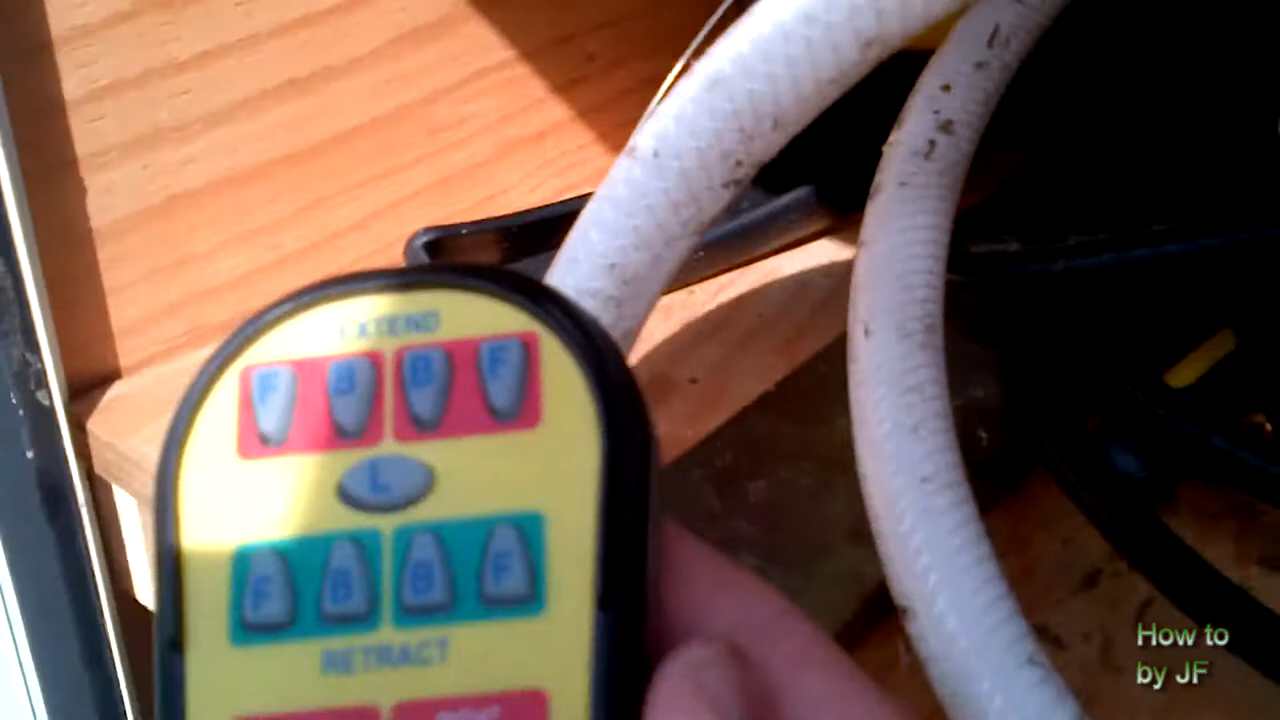 EXTEND
F B B F
L
F B B F
RETRACT
How to
by JF